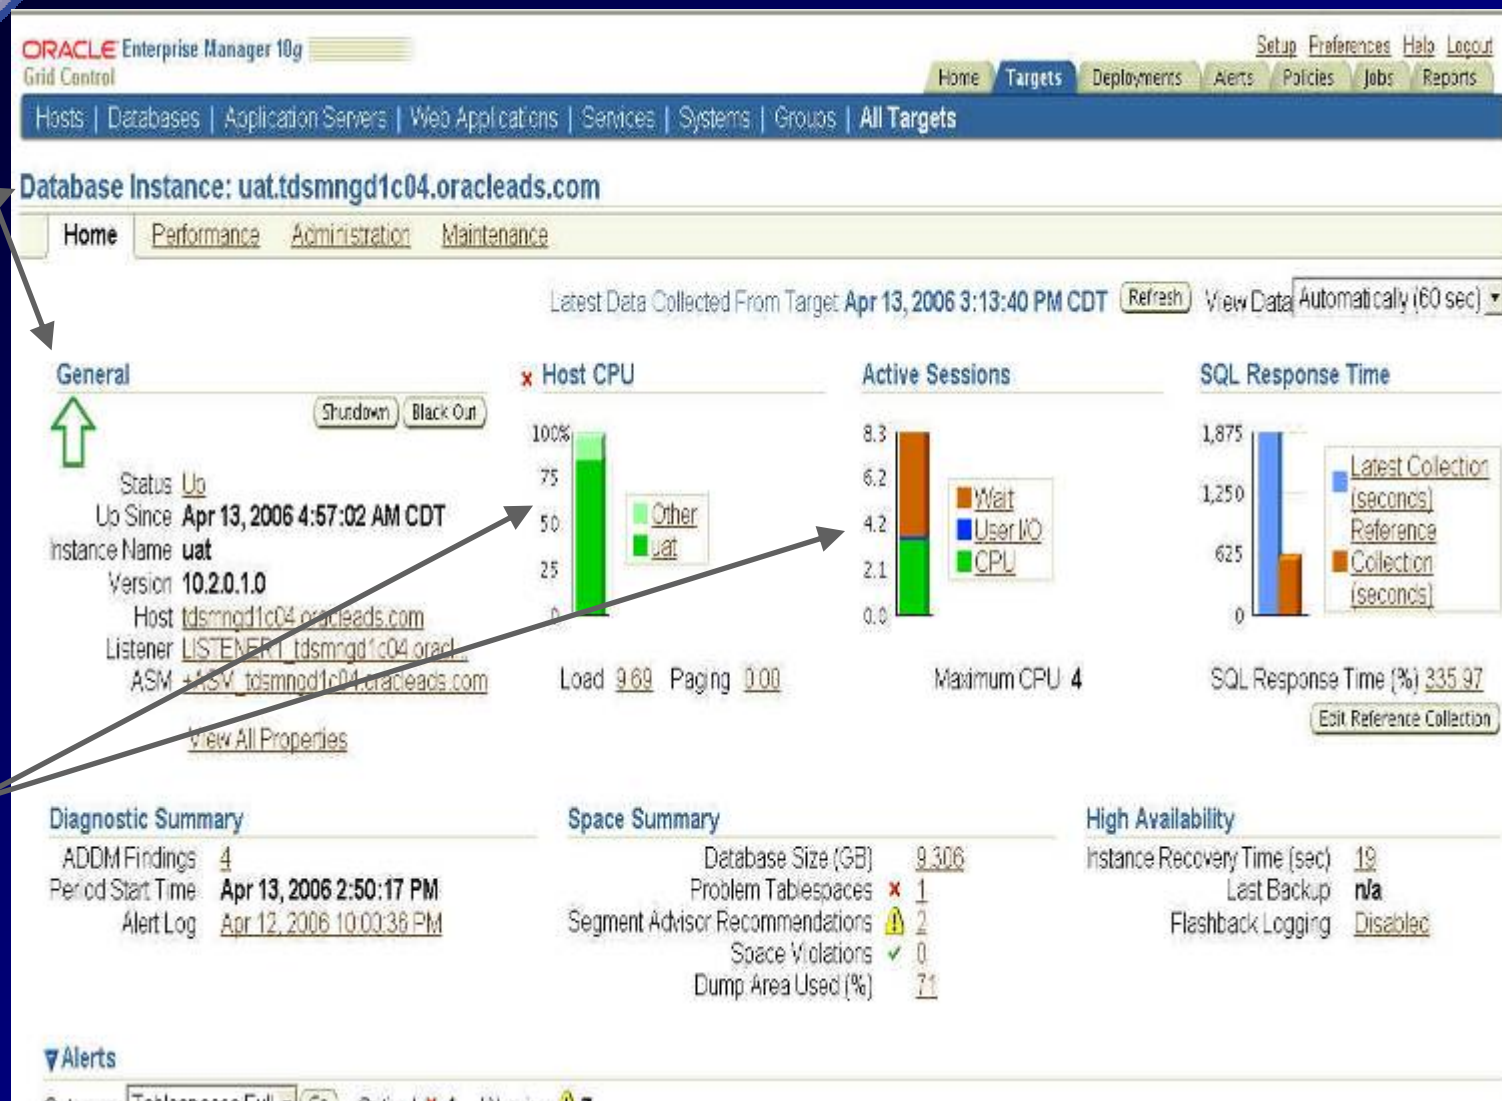 ORACLE Enterprise Manager 10g
Grid Control
Setup Preferences Help Logout
Home Targets Deployments Alerts Policies Jobs Reports
Hosts | Databases | Application Servers | Web Applications | Services | Systems | Groups | All Targets
Database Instance: uat.tdsmngd1c04.oracleads.com
Home Performance Administration Maintenance
Latest Data Collected From Target Apr 13, 2006 3:13:40 PM CDT Refresh View Data Automatically (60 sec)
General
Shutdown Black Out
Status Up
Up Since Apr 13, 2006 4:57:02 AM CDT
Instance Name uat
Version 10.2.0.1.0
Host tdsmngd1c04.oracleads.com
Listener LISTENER1_tdsmngd1c04.oracl...
ASM +ASM_tdsmngd1c04.oracleads.com
View All Properties
Host CPU
100%
75
50
25
0
Other
uat
Load 9.69 Paging 0.00
Active Sessions
8.3
6.2
4.2
2.1
0.0
Wait
User I/O
CPU
Maximum CPU 4
SQL Response Time
1,875
1,250
625
0
Latest Collection
(seconds)
Reference
Collection
(seconds)
SQL Response Time (%) 335.97
Edit Reference Collection
Diagnostic Summary
ADDM Findings 4
Period Start Time Apr 13, 2006 2:50:17 PM
Alert Log Apr 12, 2006 10:00:36 PM
Space Summary
Database Size (GB) 9.306
Problem Tablespaces 1
Segment Advisor Recommendations 2
Space Violations 0
Dump Area Used (%) 71
High Availability
Instance Recovery Time (sec) 19
Last Backup n/a
Flashback Logging Disabled
Alerts